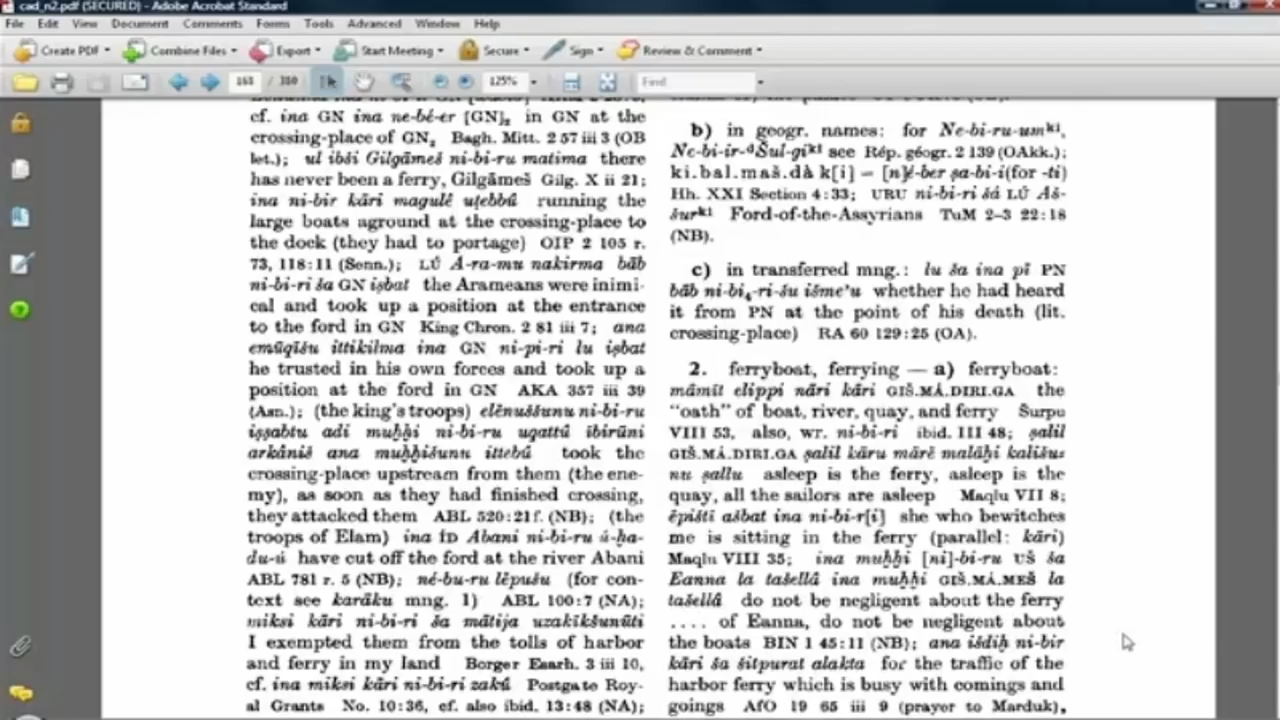 cad_n2.pdf (SECURED) - Adobe Acrobat Standard
File Edit View Document Comments Forms Tools Advanced Window Help
Create PDF Combine Files Export Start Meeting Secure Sign Review & Comment
/ 125% Find
cf. ina GN ina ne-bé-er [GN]₂ in GN at the
crossing-place of GN₂ Bagh. Mitt. 2 57 iii 3 (OB
let.); ul ibši Gilgāmeš ni-bi-ru matima there
has never been a ferry, Gilgāmeš Gilg. X ii 21;
ina ni-bir kāri magulē uṭebbû running the
large boats aground at the crossing-place to
the dock (they had to portage) OIP 2 105 r.
73, 118:11 (Senn.); LÚ A-ra-mu nakirma bāb
ni-bi-ri ša GN iṣbat the Arameans were inimi-
cal and took up a position at the entrance
to the ford in GN King Chron. 2 81 iii 7; ana
emūqīšu ittikilma ina GN ni-pi-ri lu iṣbat
he trusted in his own forces and took up a
position at the ford in GN AKA 357 iii 39
(Asn.); (the king's troops) elēnuššunu ni-bi-ru
iṣṣabtu adi muḫḫi ni-bi-ru uqattû ībirūni
arkāniš ana muḫḫišunu ittebû took the
crossing-place upstream from them (the ene-
my), as soon as they had finished crossing,
they attacked them ABL 520:21f. (NB); (the
troops of Elam) ina ÍD Abani ni-bi-ru ú-ḫa-
du-ú have cut off the ford at the river Abani
ABL 781 r. 5 (NB); né-bu-ru lēpušu (for con-
text see karāku mng. 1) ABL 100:7 (NA);
miksi kāri ni-bi-ri ša mātija uzakkīšunūti
I exempted them from the tolls of harbor
and ferry in my land Borger Esarh. 3 iii 10,
cf. ina miksi kāri ni-bi-ri zakû Postgate Roy-
al Grants No. 10:36, cf. also ibid. 13:48 (NA);
b) in geogr. names: for Ne-bi-ru-umᵏⁱ,
Ne-bi-ir-ᵈŠul-giᵏⁱ see Rép. géogr. 2 139 (OAkk.);
ki.bal.maš.dà k[i] = [n]é-ber ṣa-bi-i(for -ti)
Hh. XXI Section 4:33; URU ni-bi-ri šá LÚ Aš-
šurᵏⁱ Ford-of-the-Assyrians TuM 2–3 22:18
(NB).
c) in transferred mng.: lu ša ina pī PN
bāb ni-bi₄-ri-šu išme'u whether he had heard
it from PN at the point of his death (lit.
crossing-place) RA 60 129:25 (OA).
2. ferryboat, ferrying — a) ferryboat:
māmīt elippi nāri kāri GIŠ.MÁ.DIRI.GA the
“oath” of boat, river, quay, and ferry Šurpu
VIII 53, also, wr. ni-bi-ri ibid. III 48; ṣalil
GIŠ.MÁ.DIRI.GA ṣalil kāru mārē malāḫi kališu-
nu ṣallu asleep is the ferry, asleep is the
quay, all the sailors are asleep Maqlu VII 8;
ēpištī ašbat ina ni-bi-r[i] she who bewitches
me is sitting in the ferry (parallel: kāri)
Maqlu VIII 35; ina muḫḫi [ni]-bi-ru UŠ ša
Eanna la tašellâ ina muḫḫi GIŠ.MÁ.MEŠ la
tašellâ do not be negligent about the ferry
.... of Eanna, do not be negligent about
the boats BIN 1 45:11 (NB); ana išdiḫ ni-bir
kāri ša šitpurat alakta for the traffic of the
harbor ferry which is busy with comings and
goings AfO 19 65 iii 9 (prayer to Marduk),